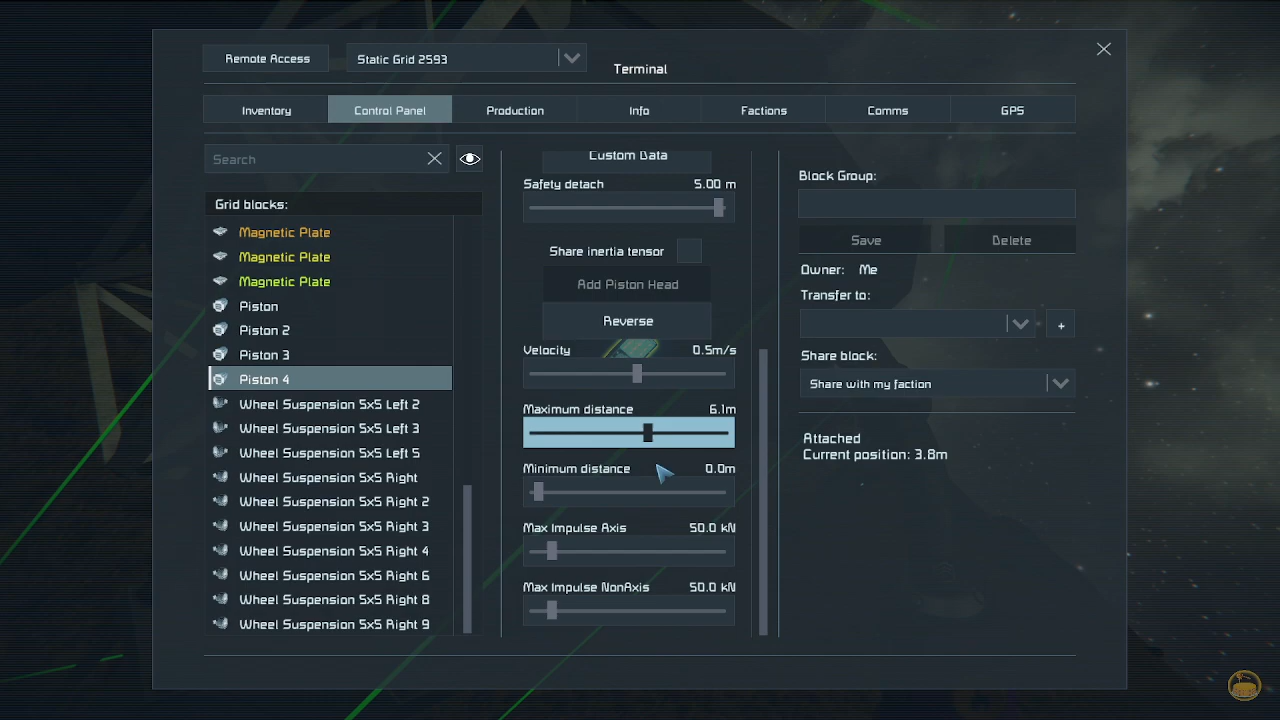 Remote Access
Static Grid 2593
Terminal
Inventory
Control Panel
Production
Info
Factions
Comms
GPS
Search
Grid blocks:
Magnetic Plate
Magnetic Plate
Magnetic Plate
Piston
Piston 2
Piston 3
Piston 4
Wheel Suspension 5x5 Left 2
Wheel Suspension 5x5 Left 3
Wheel Suspension 5x5 Left 5
Wheel Suspension 5x5 Right
Wheel Suspension 5x5 Right 2
Wheel Suspension 5x5 Right 3
Wheel Suspension 5x5 Right 4
Wheel Suspension 5x5 Right 6
Wheel Suspension 5x5 Right 8
Wheel Suspension 5x5 Right 9
Custom Data
Safety detach 5.00 m
Share inertia tensor
Add Piston Head
Reverse
Velocity 0.5m/s
Maximum distance 6.1m
Minimum distance 0.0m
Max Impulse Axis 50.0 kN
Max Impulse NonAxis 50.0 kN
Block Group:
Save
Delete
Owner: Me
Transfer to:
+
Share block:
Share with my faction
Attached
Current position: 3.8m